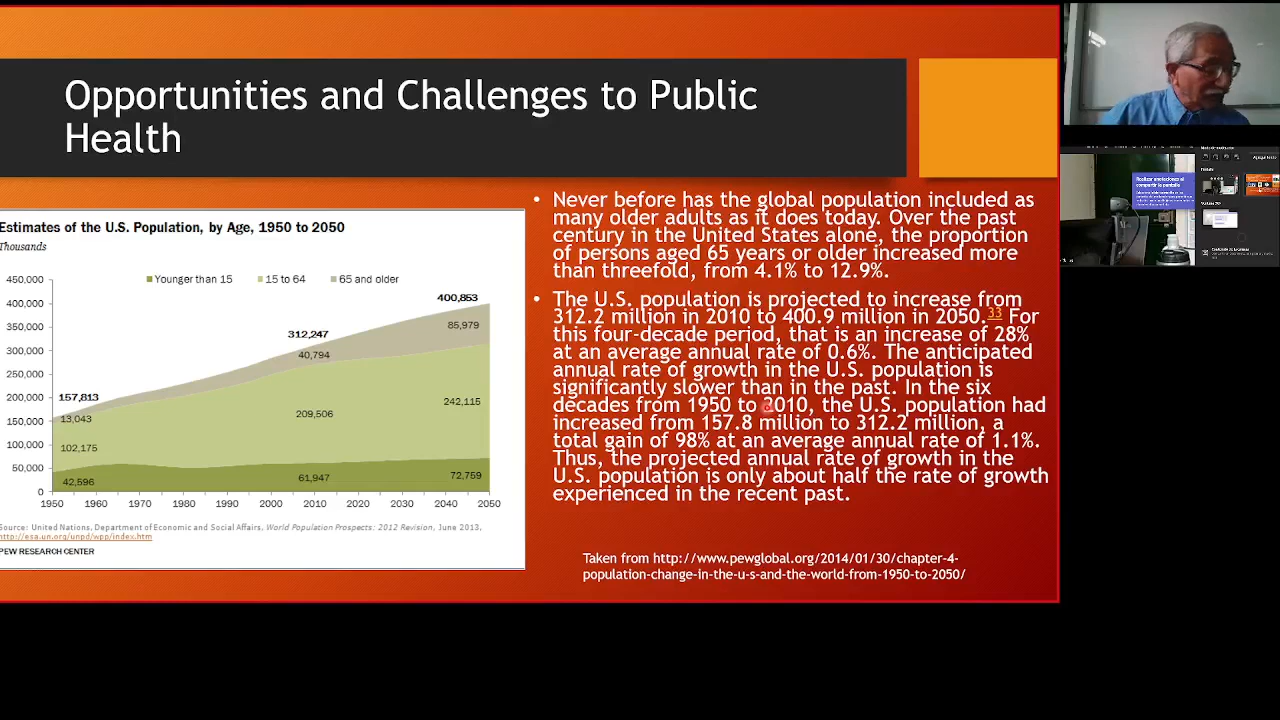 Opportunities and Challenges to Public
Health
Estimates of the U.S. Population, by Age, 1950 to 2050
Thousands
Younger than 15
15 to 64
65 and older
450,000
400,000
350,000
300,000
250,000
200,000
150,000
100,000
50,000
0
157,813
13,043
102,175
42,596
312,247
40,794
209,506
61,947
400,853
85,979
242,115
72,759
1950 1960 1970 1980 1990 2000 2010 2020 2030 2040 2050
Source: United Nations, Department of Economic and Social Affairs, World Population Prospects: 2012 Revision, June 2013,
http://esa.un.org/unpd/wpp/index.htm
PEW RESEARCH CENTER
• Never before has the global population included as
many older adults as it does today. Over the past
century in the United States alone, the proportion
of persons aged 65 years or older increased more
than threefold, from 4.1% to 12.9%.
• The U.S. population is projected to increase from
312.2 million in 2010 to 400.9 million in 2050.33 For
this four-decade period, that is an increase of 28%
at an average annual rate of 0.6%. The anticipated
annual rate of growth in the U.S. population is
significantly slower than in the past. In the six
decades from 1950 to 2010, the U.S. population had
increased from 157.8 million to 312.2 million, a
total gain of 98% at an average annual rate of 1.1%.
Thus, the projected annual rate of growth in the
U.S. population is only about half the rate of growth
experienced in the recent past.
Taken from http://www.pewglobal.org/2014/01/30/chapter-4-
population-change-in-the-u-s-and-the-world-from-1950-to-2050/
Realizar anotaciones al
compartir la pantalla